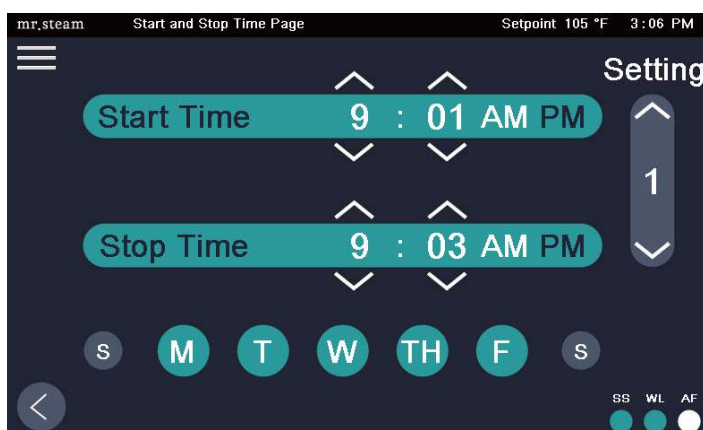 mr.steam Start and Stop Time Page Setpoint 105 °F 3:06 PM
Setting
Start Time 9 : 01 AM PM
1
Stop Time 9 : 03 AM PM
S M T W TH F S
SS WL AF